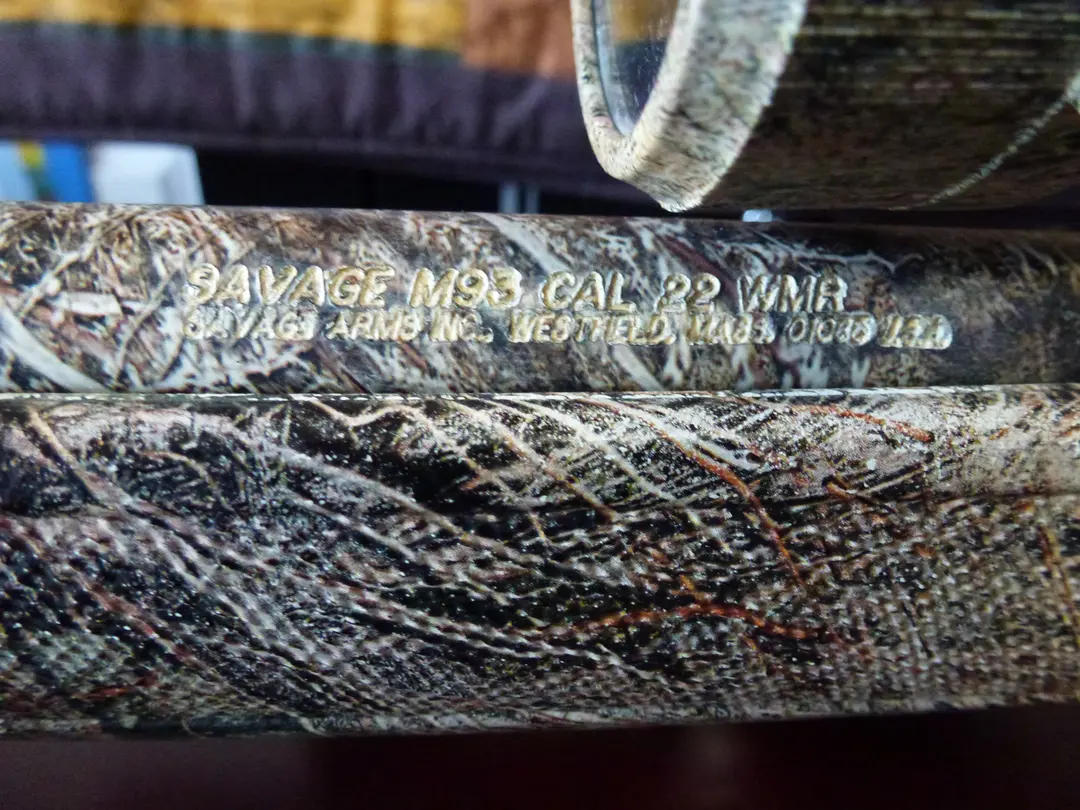 SAVAGE M93 CAL 22 WMR
SAVAGE ARMS INC., WESTFIELD, MASS. 01085 U.S.A.